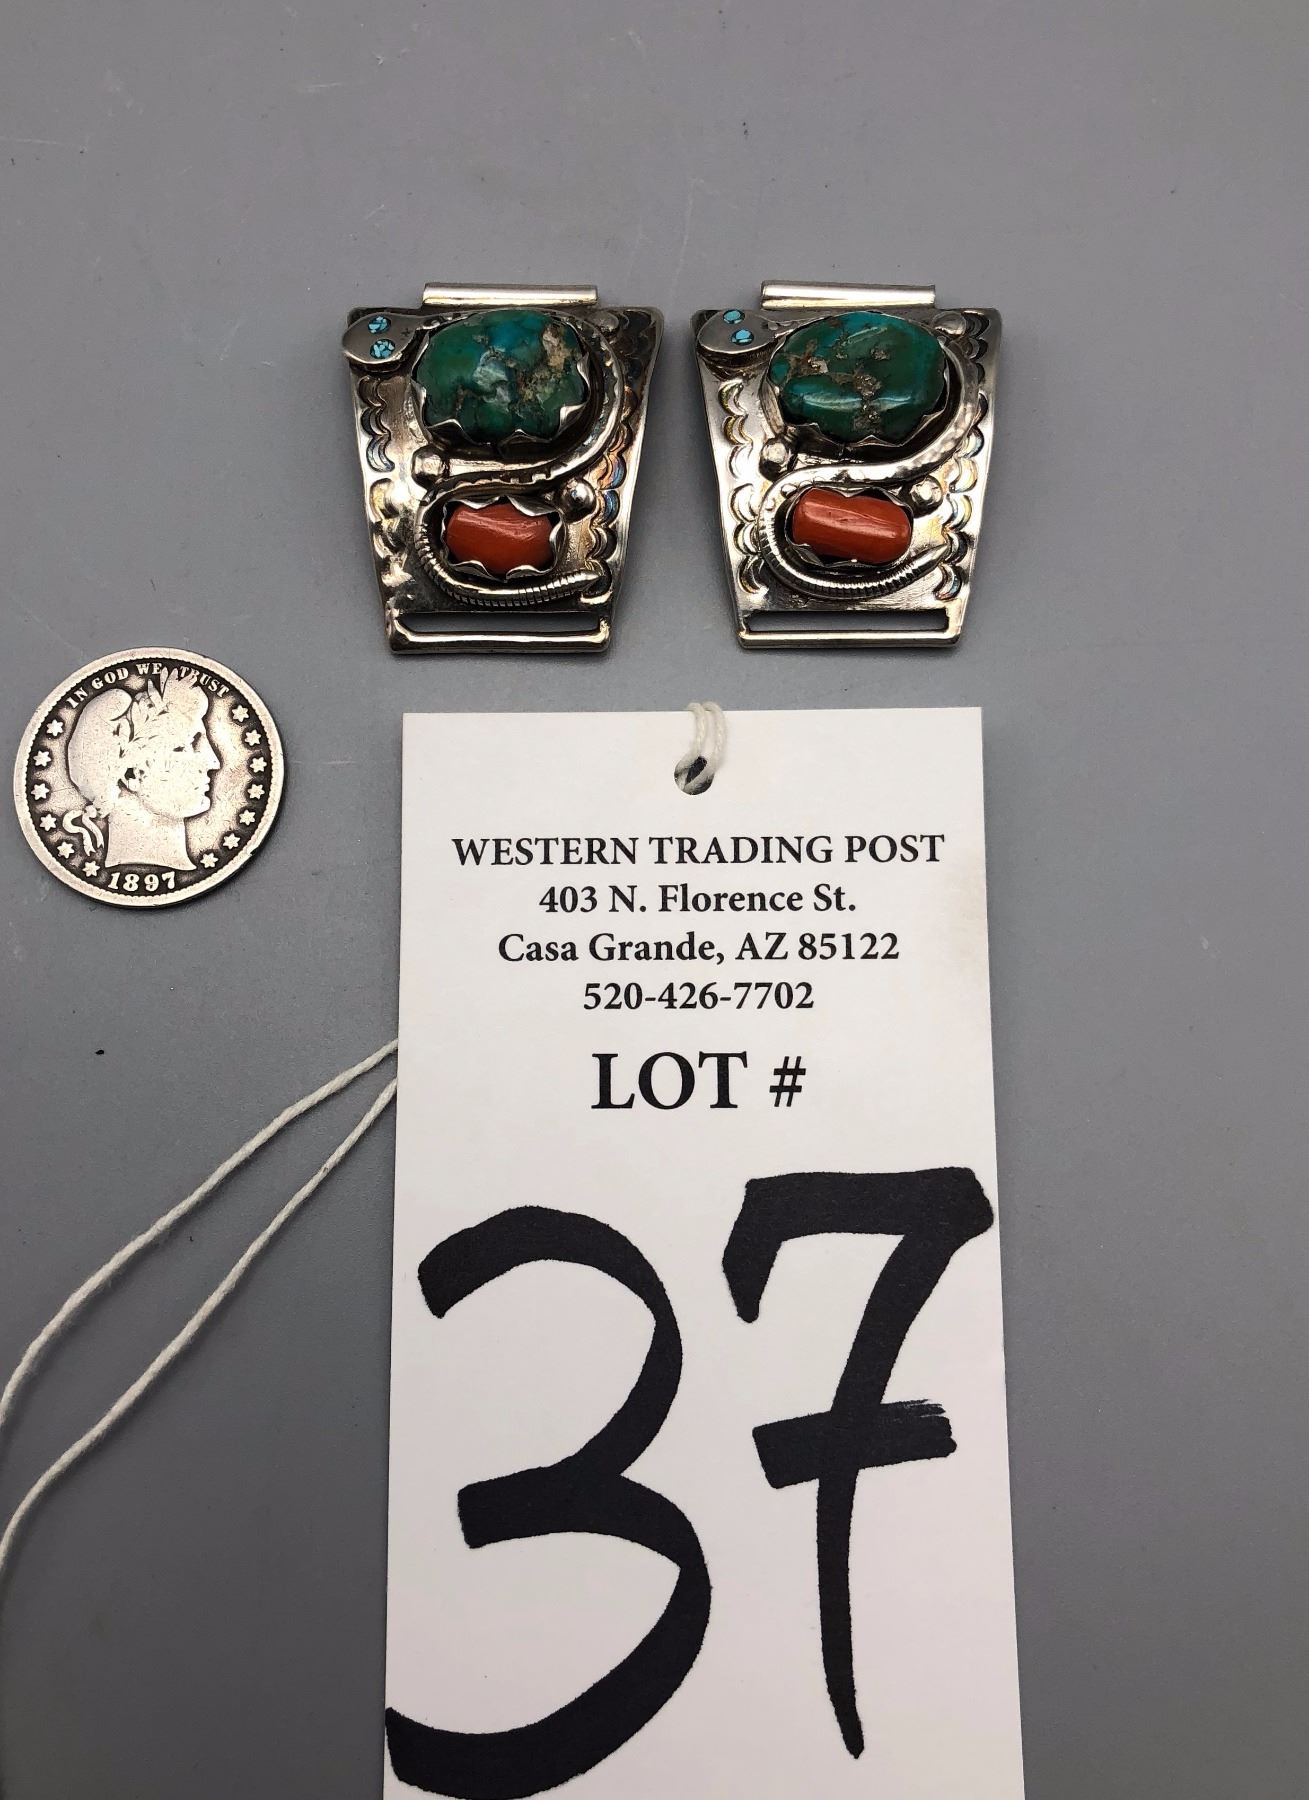 IN GOD WE TRUST
1897
WESTERN TRADING POST
403 N. Florence St.
Casa Grande, AZ 85122
520-426-7702
LOT #
37